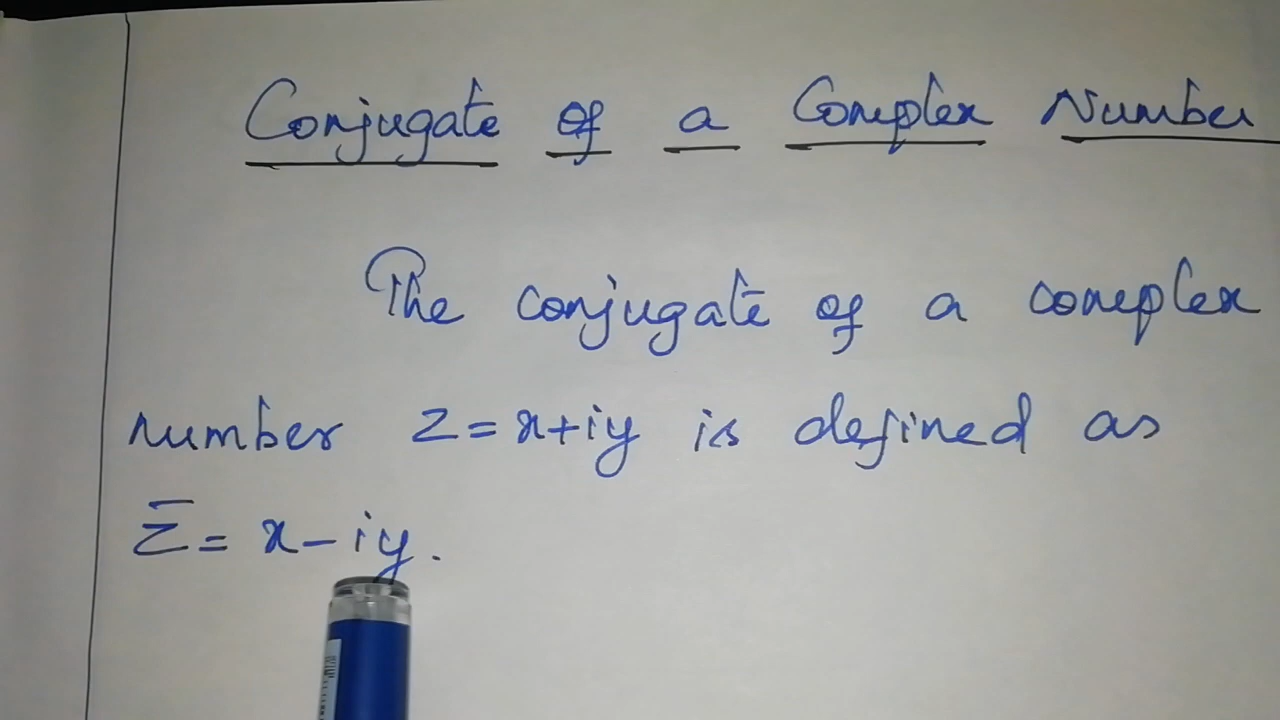 Conjugate of a Complex Number
The conjugate of a complex
number z = x+iy is defined as
z̅ = x - iy.